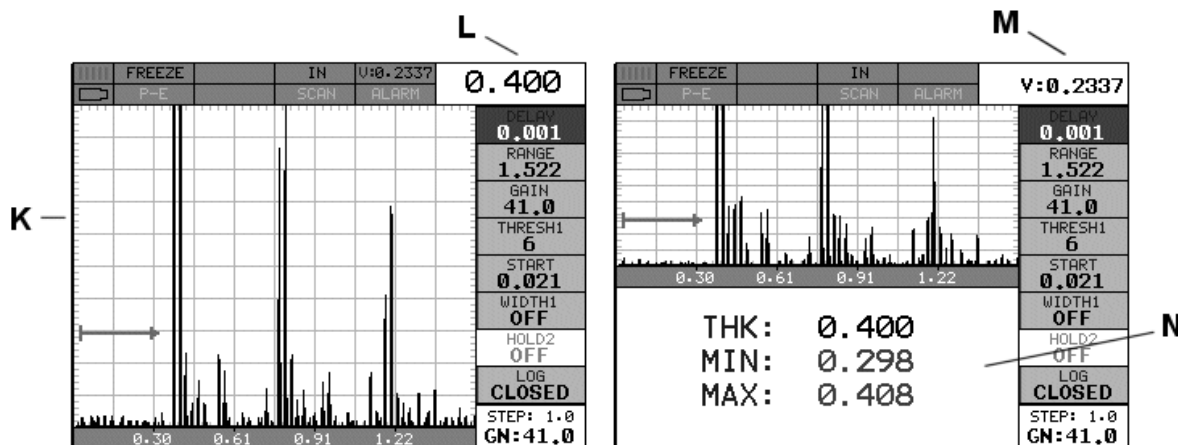 L
M
K
N
FREEZE IN V:0.2337
P-E SCAN ALARM
0.400
DELAY
0.001
RANGE
1.522
GAIN
41.0
THRESH1
6
START
0.021
WIDTH1
OFF
HOLD2
OFF
LOG
CLOSED
STEP: 1.0
GN:41.0
0.30 0.61 0.91 1.22
FREEZE IN
P-E SCAN ALARM
V:0.2337
DELAY
0.001
RANGE
1.522
GAIN
41.0
THRESH1
6
START
0.021
WIDTH1
OFF
HOLD2
OFF
LOG
CLOSED
STEP: 1.0
GN:41.0
0.30 0.61 0.91 1.22
THK: 0.400
MIN: 0.298
MAX: 0.408